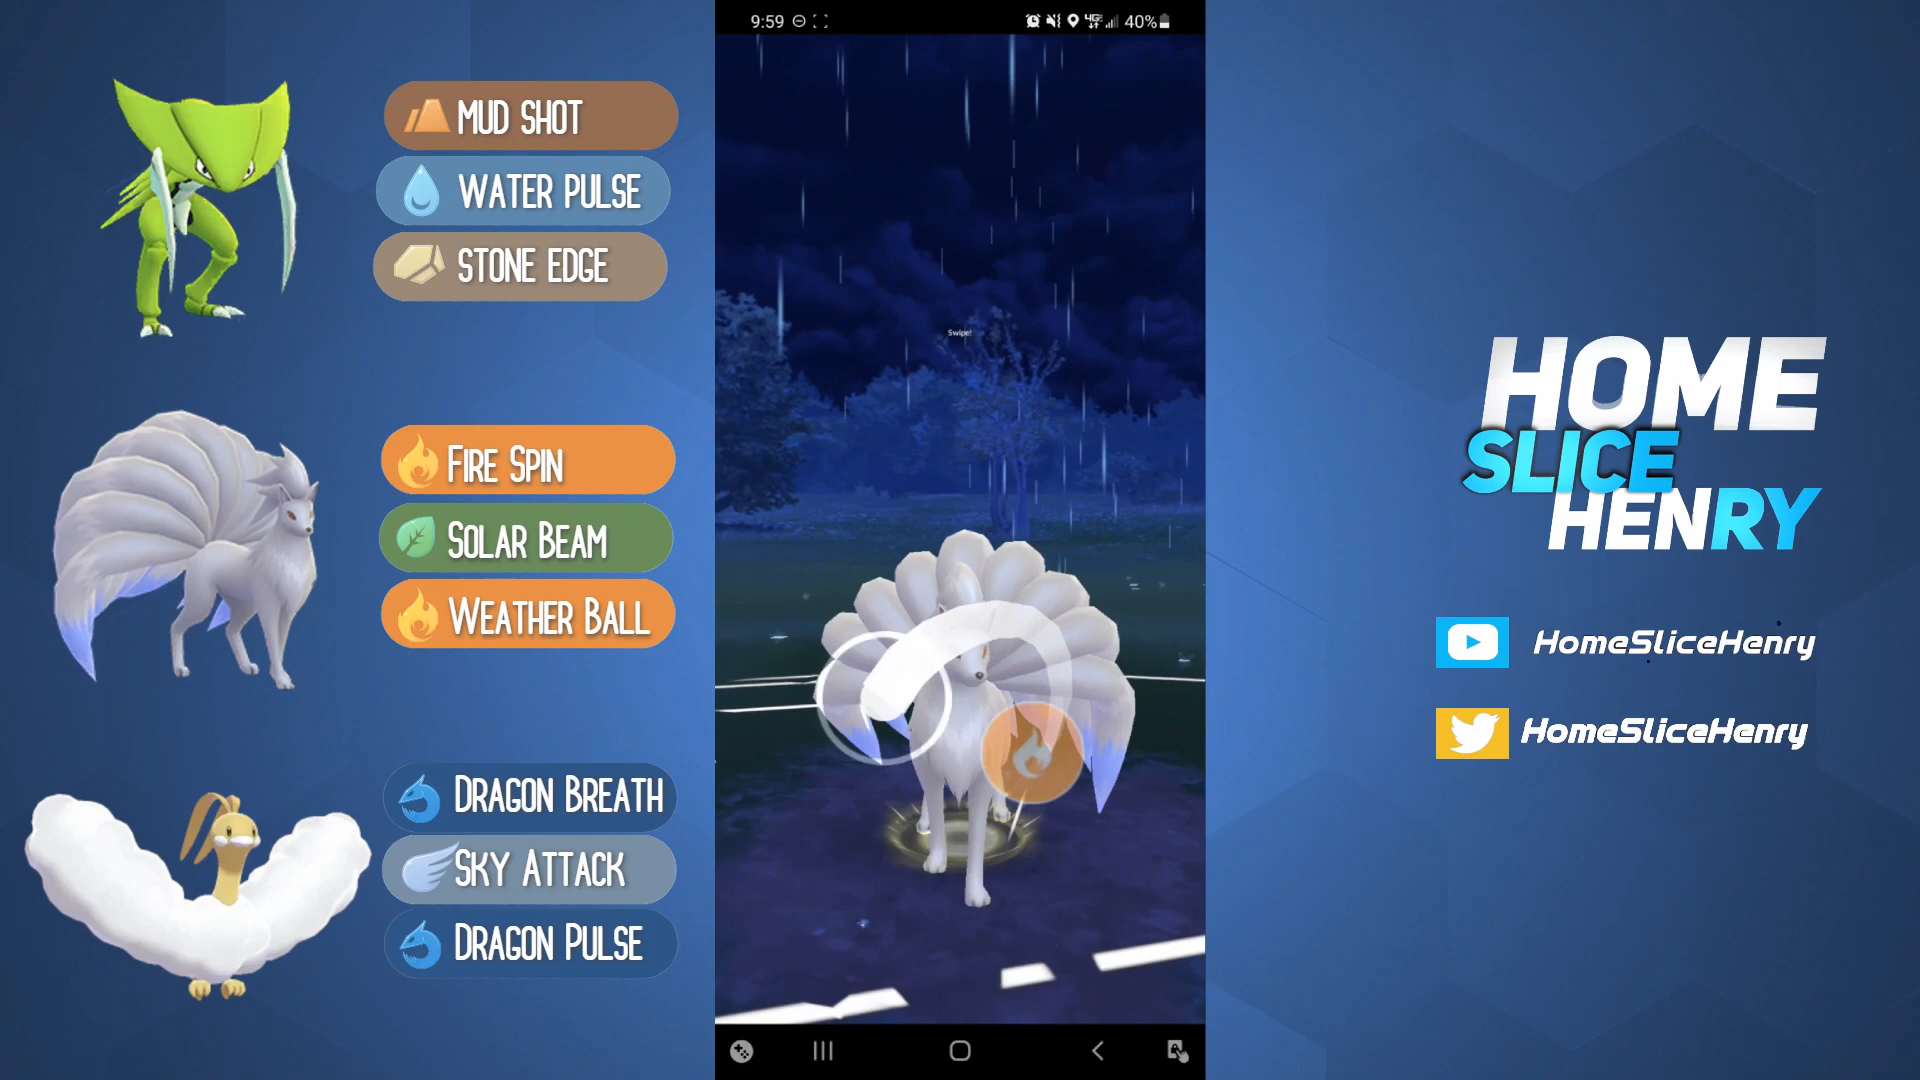 9:59
4GE 40%
MUD SHOT
WATER PULSE
STONE EDGE
Swipe!
FIRE SPIN
SOLAR BEAM
WEATHER BALL
DRAGON BREATH
SKY ATTACK
DRAGON PULSE
HOME
SLICE
HENRY
HomeSliceHenry
HomeSliceHenry